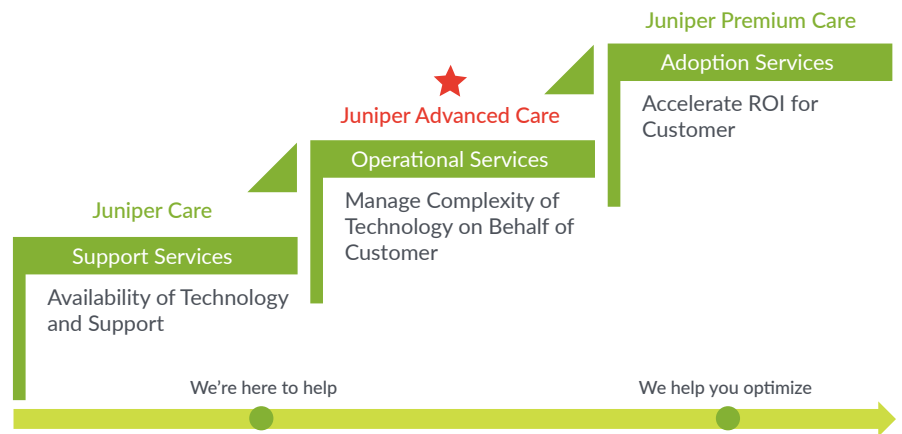 Juniper Premium Care
Adoption Services
Accelerate ROI for
Customer
Juniper Advanced Care
Operational Services
Manage Complexity of
Technology on Behalf of
Customer
Juniper Care
Support Services
Availability of Technology
and Support
We’re here to help
We help you optimize